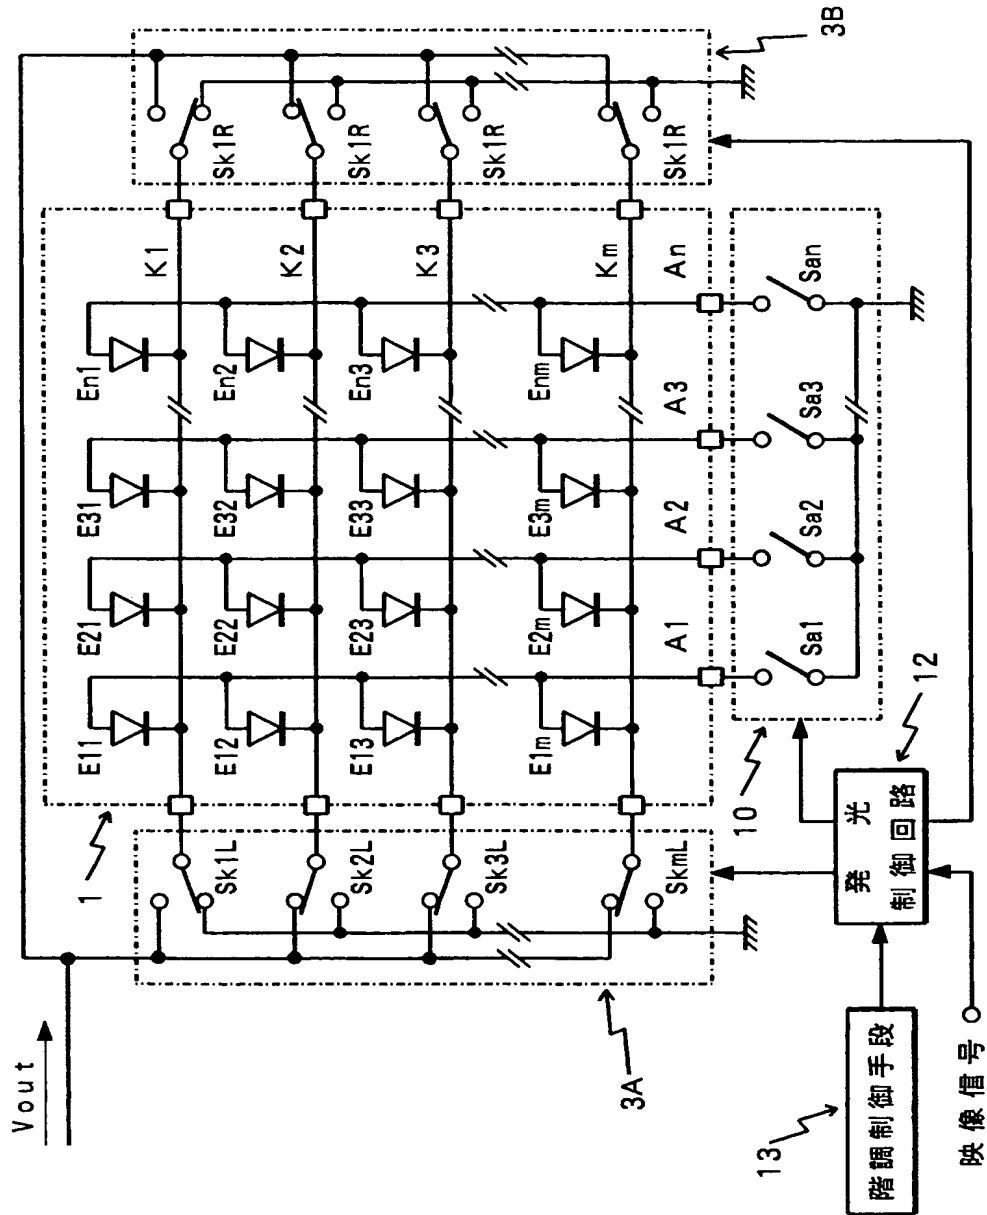 Vout
3B
Sk1R
Sk1R
Sk1R
Sk1R
K1
K2
K3
Km
An
A3
A2
A1
En1
En2
En3
Enm
E31
E32
E33
E3m
E21
E22
E23
E2m
E11
E12
E13
E1m
San
Sa3
Sa2
Sa1
1
10
12
Sk1L
Sk2L
Sk3L
SkmL
3A
発光
制御回路
13
階調制御手段
映像信号